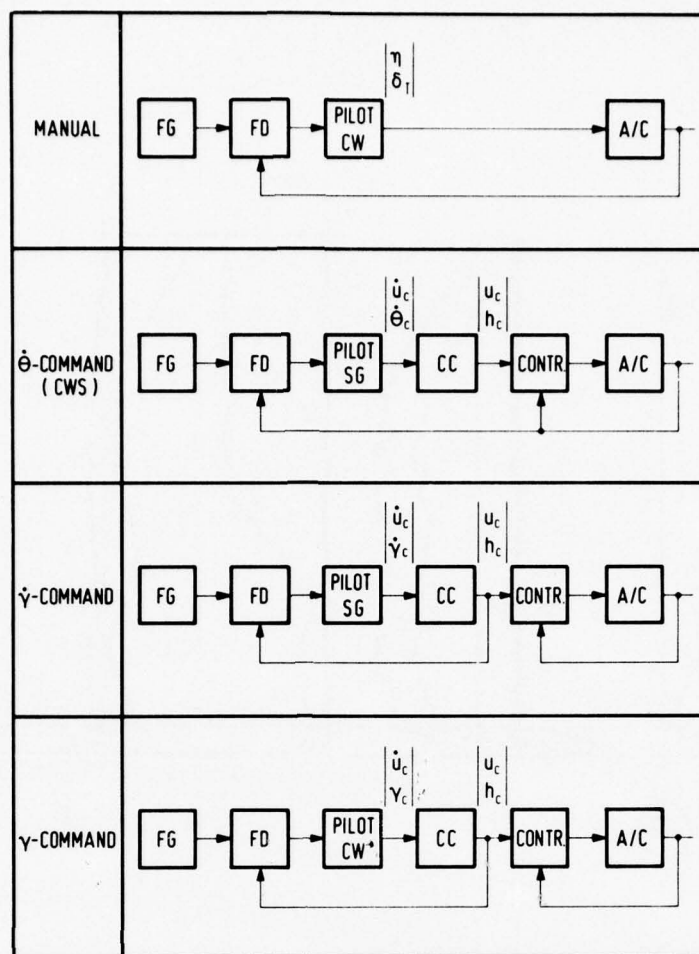 MANUAL
FG
FD
PILOT
CW
η
δT
A/C
θ̇-COMMAND
(CWS)
FG
FD
PILOT
SG
u̇c
θ̇c
CC
uc
hc
CONTR.
A/C
γ̇-COMMAND
FG
FD
PILOT
SG
u̇c
γ̇c
CC
uc
hc
CONTR.
A/C
γ-COMMAND
FG
FD
PILOT
CW*
u̇c
γc
CC
uc
hc
CONTR.
A/C